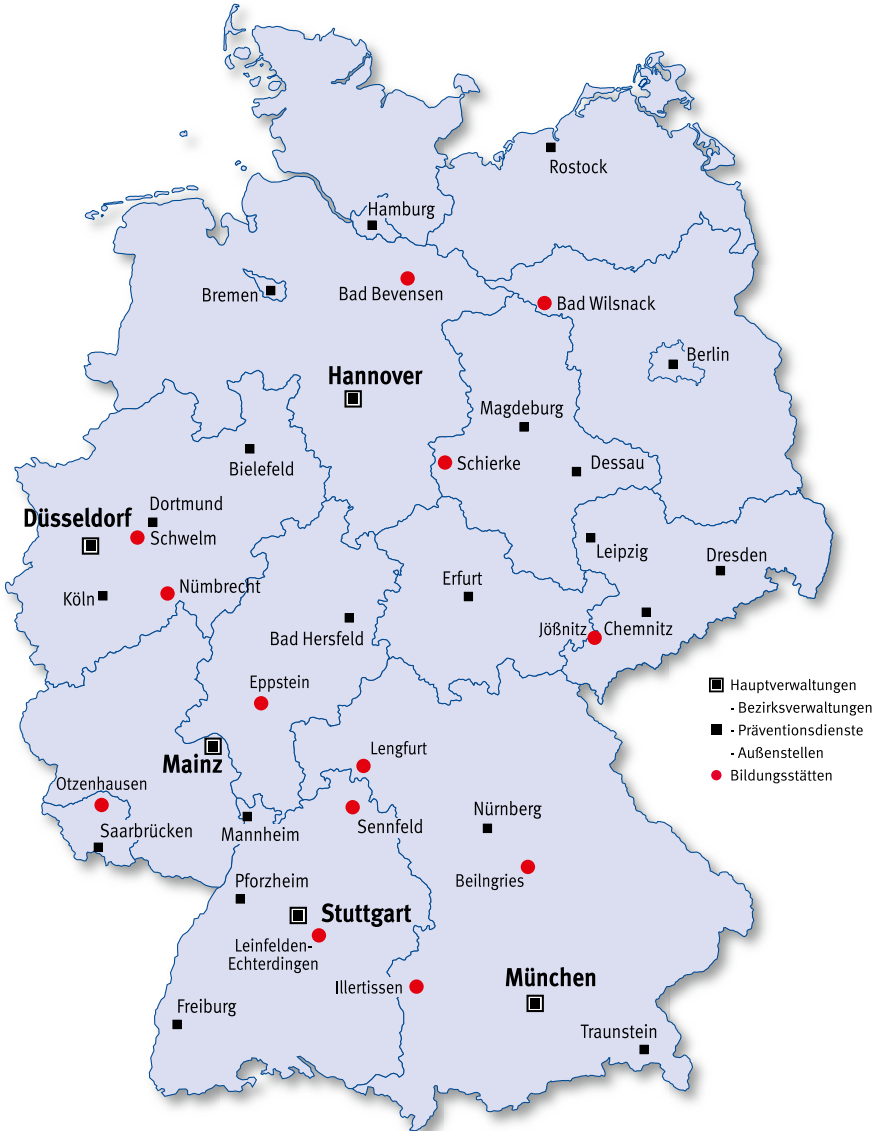 Rostock
Hamburg
Bremen
Bad Bevensen
Bad Wilsnack
Berlin
Hannover
Magdeburg
Bielefeld
Schierke
Dessau
Dortmund
Düsseldorf
Schwelm
Leipzig
Dresden
Köln
Nümbrecht
Erfurt
Bad Hersfeld
Jößnitz
Chemnitz
Eppstein
Hauptverwaltungen
- Bezirksverwaltungen
- Präventionsdienste
- Außenstellen
Bildungsstätten
Mainz
Lengfurt
Otzenhausen
Saarbrücken
Mannheim
Sennfeld
Nürnberg
Pforzheim
Beilngries
Stuttgart
Leinfelden-
Echterdingen
Illertissen
München
Freiburg
Traunstein